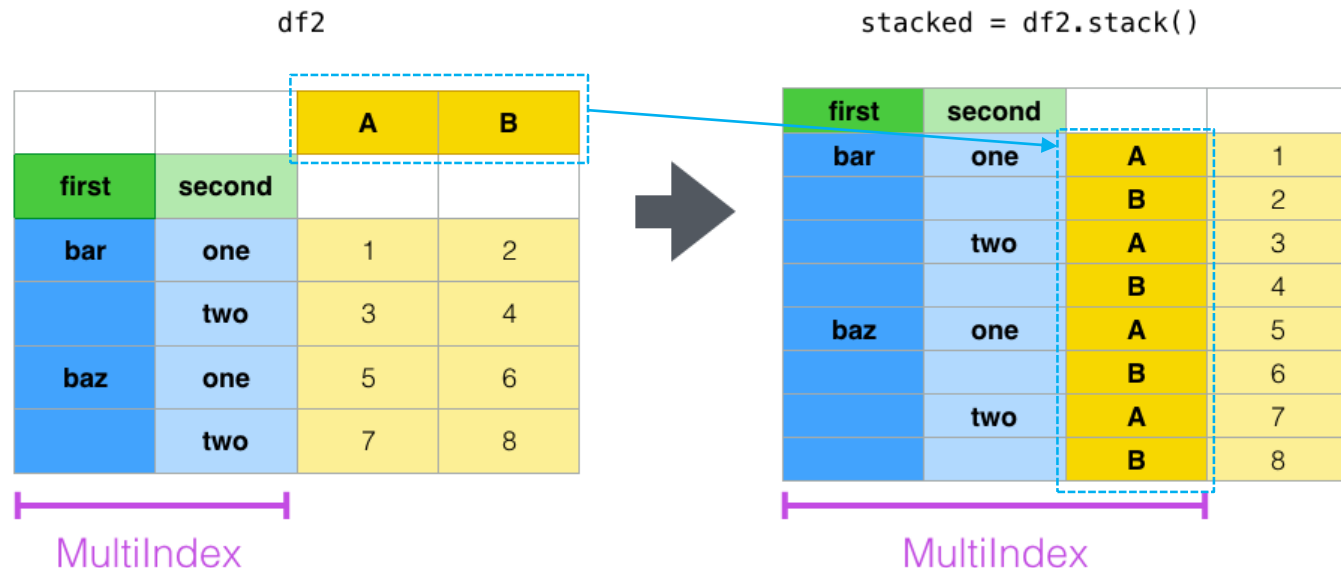 df2
A B
first second
bar one 1 2
two 3 4
baz one 5 6
two 7 8
MultiIndex
stacked = df2.stack()
first second
bar one A 1
B 2
two A 3
B 4
baz one A 5
B 6
two A 7
B 8
MultiIndex